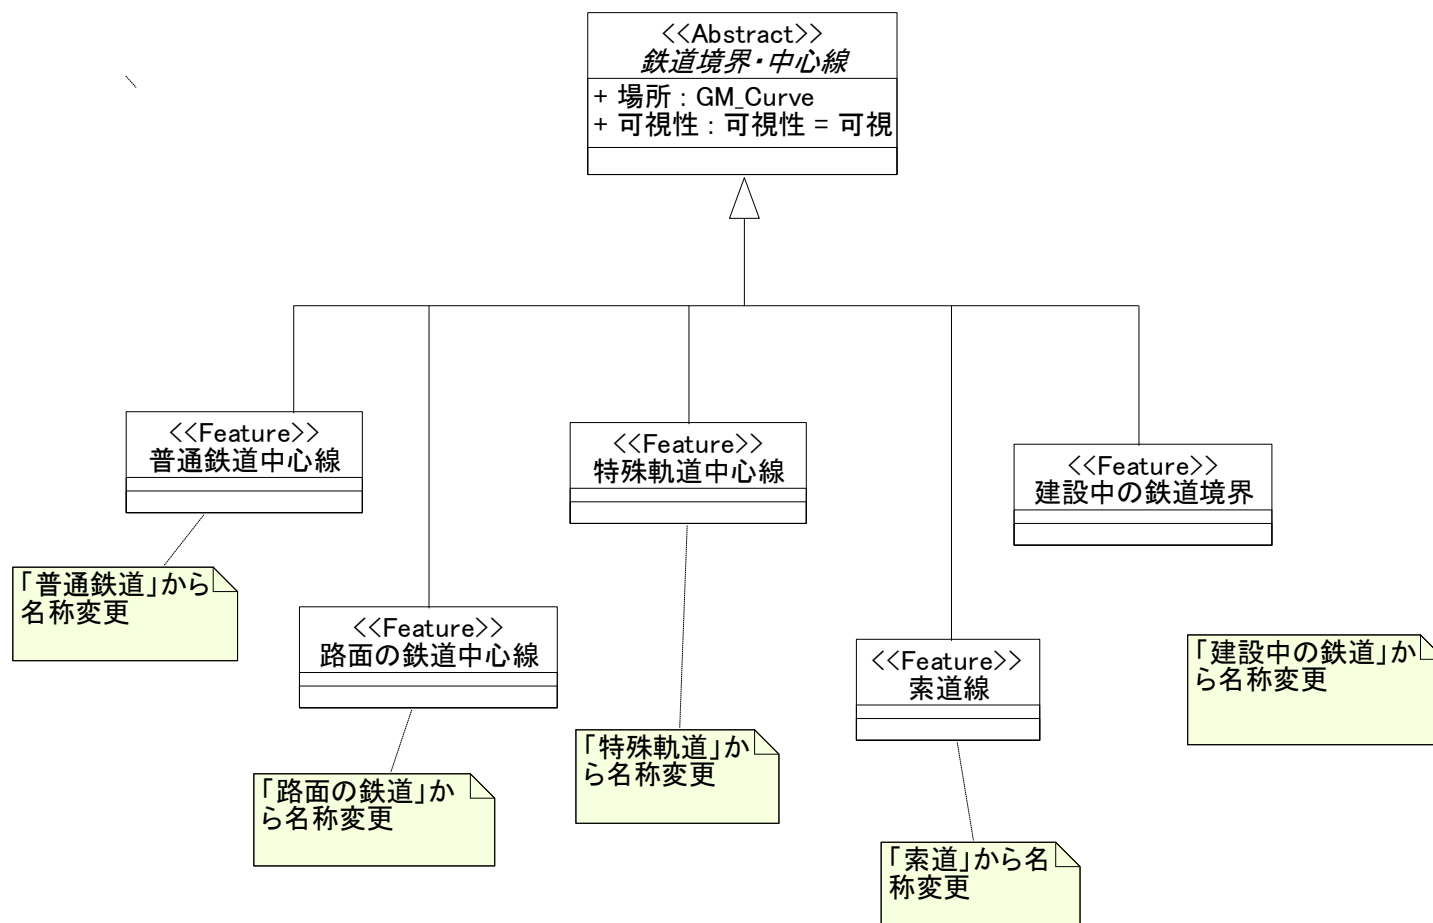 <<Abstract>>
鉄道境界・中心線
+ 場所 : GM_Curve
+ 可視性 : 可視性 = 可視
<<Feature>>
普通鉄道中心線
<<Feature>>
特殊軌道中心線
<<Feature>>
建設中の鉄道境界
「普通鉄道」から
名称変更
<<Feature>>
路面の鉄道中心線
<<Feature>>
索道線
「建設中の鉄道」か
ら名称変更
「特殊軌道」か
ら名称変更
「路面の鉄道」か
ら名称変更
「索道」から名
称変更